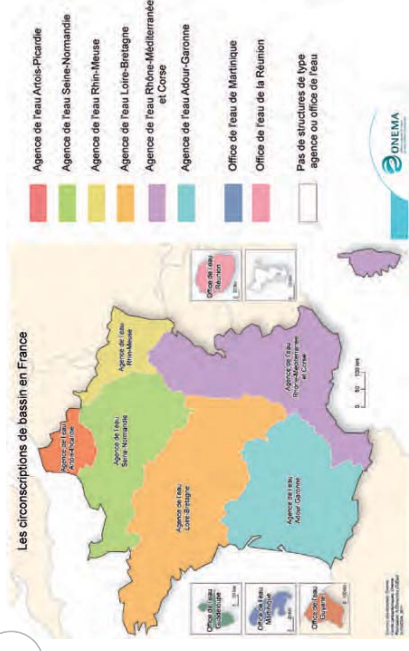 Les circonscriptions de bassin en France
Agence de l'eau
Artois-Picardie
Agence de l'eau
Seine-Normandie
Agence de l'eau
Rhin-Meuse
Agence de l'eau
Loire-Bretagne
Agence de l'eau
Rhône-Méditerranée
et Corse
Agence de l'eau
Adour-Garonne
Office de l'eau
Guadeloupe
Office de l'eau
Martinique
Office de l'eau
Guyane
Office de l'eau
Réunion
0 50 100 km
Agence de l'eau Artois-Picardie
Agence de l'eau Seine-Normandie
Agence de l'eau Rhin-Meuse
Agence de l'eau Loire-Bretagne
Agence de l'eau Rhône-Méditerranée
et Corse
Agence de l'eau Adour-Garonne
Office de l'eau de Martinique
Office de l'eau de la Réunion
Pas de structures de type
agence ou office de l'eau
ONEMA